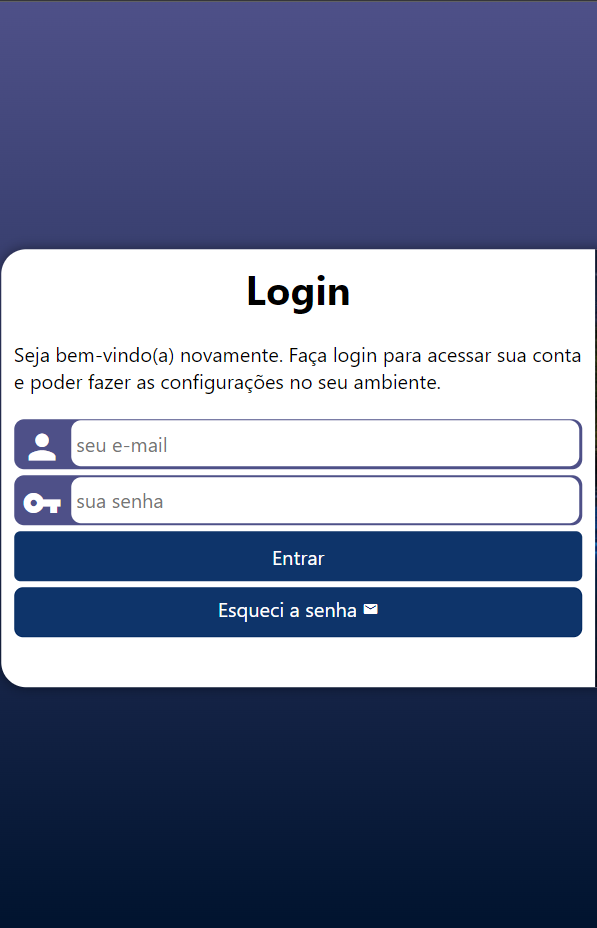 Login
Seja bem-vindo(a) novamente. Faça login para acessar sua conta
e poder fazer as configurações no seu ambiente.
seu e-mail
sua senha
Entrar
Esqueci a senha